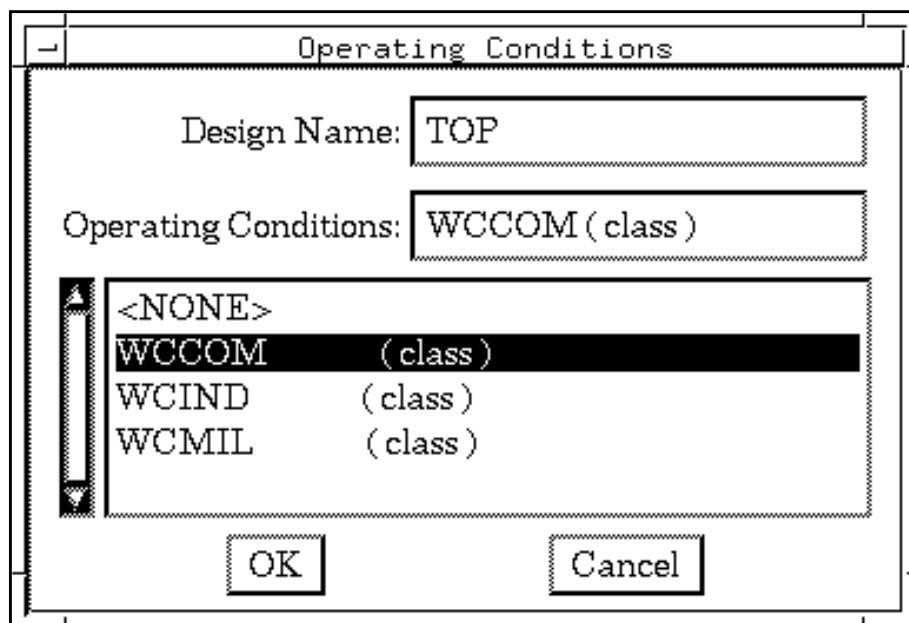 Operating Conditions
Design Name: TOP
Operating Conditions: WCCOM ( class )
<NONE>
WCCOM ( class )
WCIND ( class )
WCMIL ( class )
OK Cancel